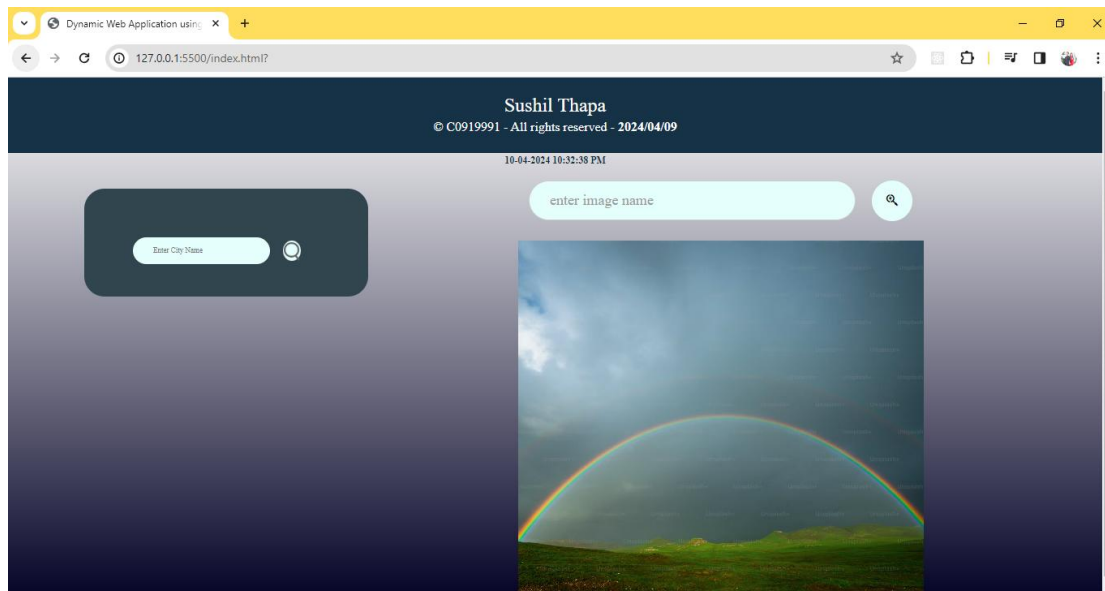 Dynamic Web Application using
127.0.0.1:5500/index.html?
Sushil Thapa
© C0919991 - All rights reserved - 2024/04/09
10-04-2024 10:32:38 PM
enter image name
Enter City Name